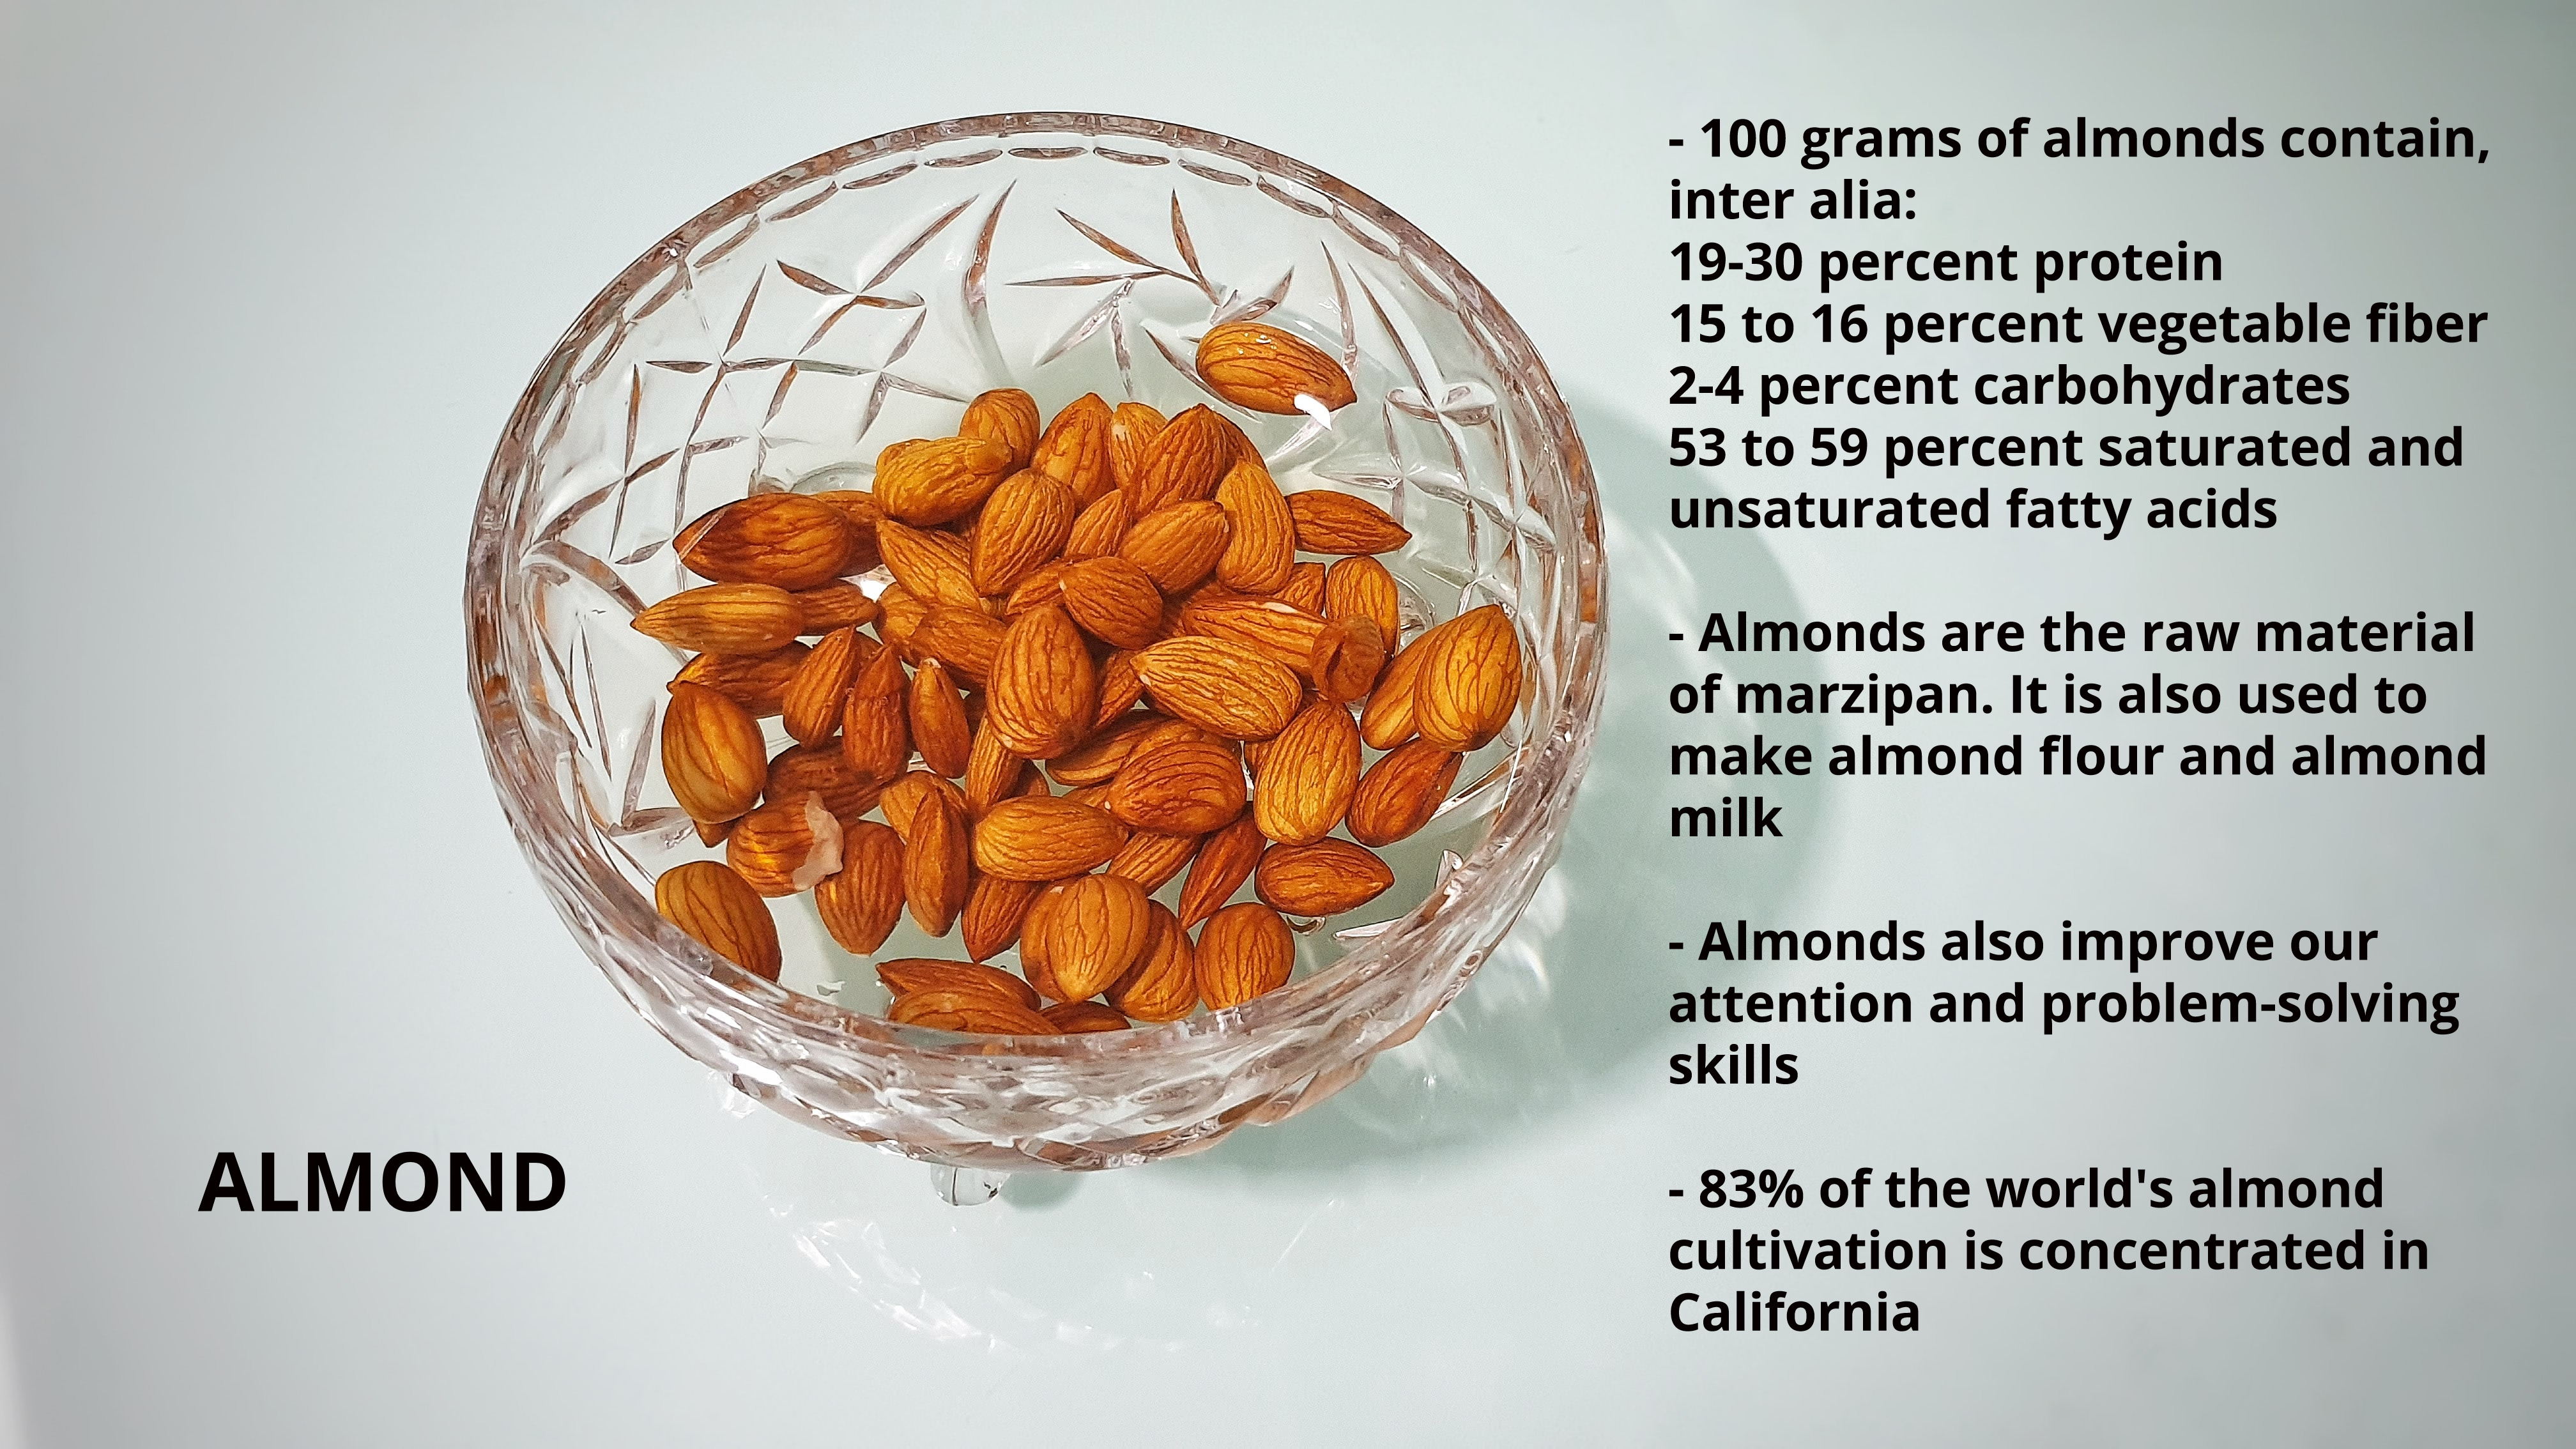 - 100 grams of almonds contain,
inter alia:
19-30 percent protein
15 to 16 percent vegetable fiber
2-4 percent carbohydrates
53 to 59 percent saturated and
unsaturated fatty acids
- Almonds are the raw material
of marzipan. It is also used to
make almond flour and almond
milk
- Almonds also improve our
attention and problem-solving
skills
- 83% of the world's almond
cultivation is concentrated in
California
ALMOND